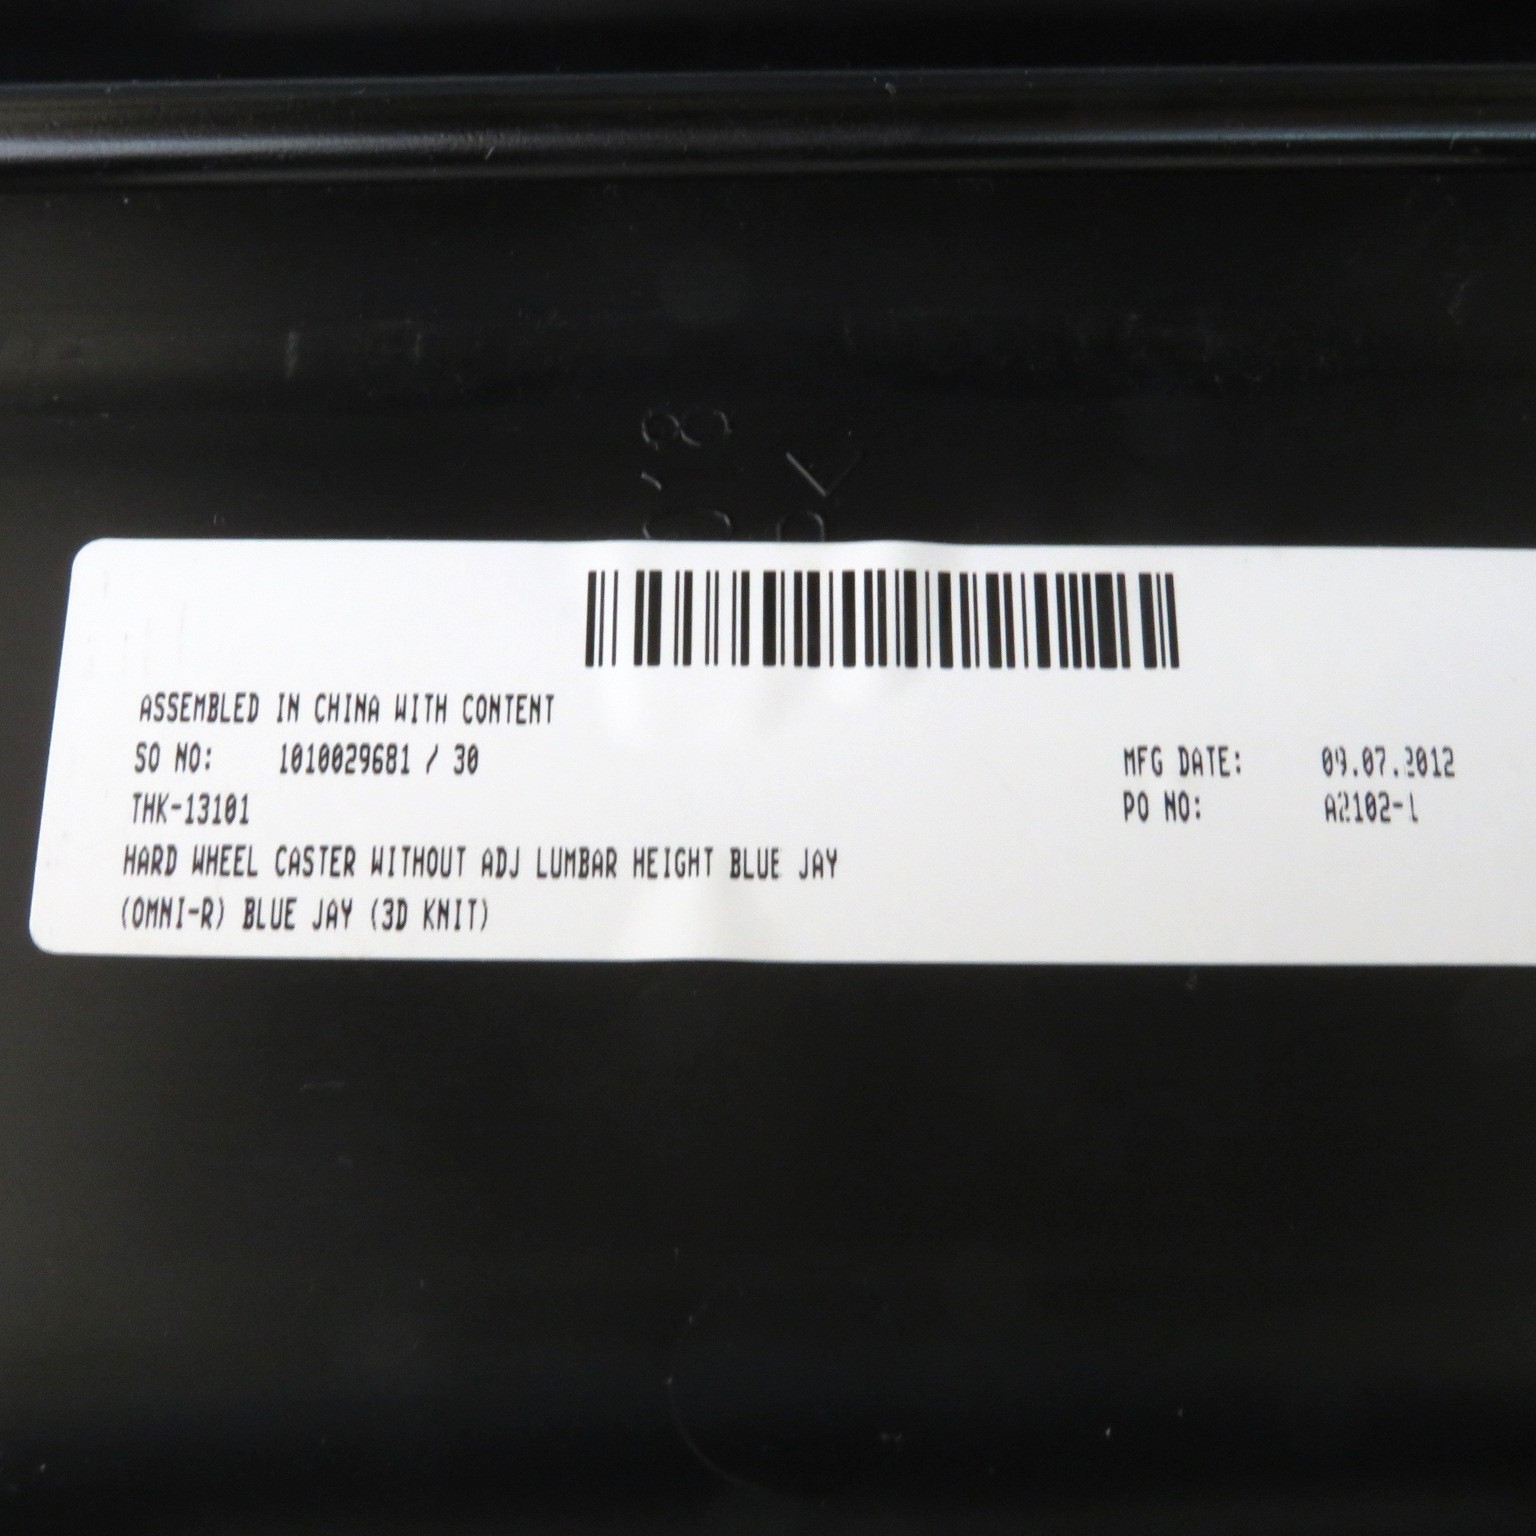 ASSEMBLED IN CHINA WITH CONTENT
SO NO: 1010029681 / 30
MFG DATE: 09.07.2012
THK-13101
PO NO: A2102-1
HARD WHEEL CASTER WITHOUT ADJ LUMBAR HEIGHT BLUE JAY
(OMNI-R) BLUE JAY (3D KNIT)